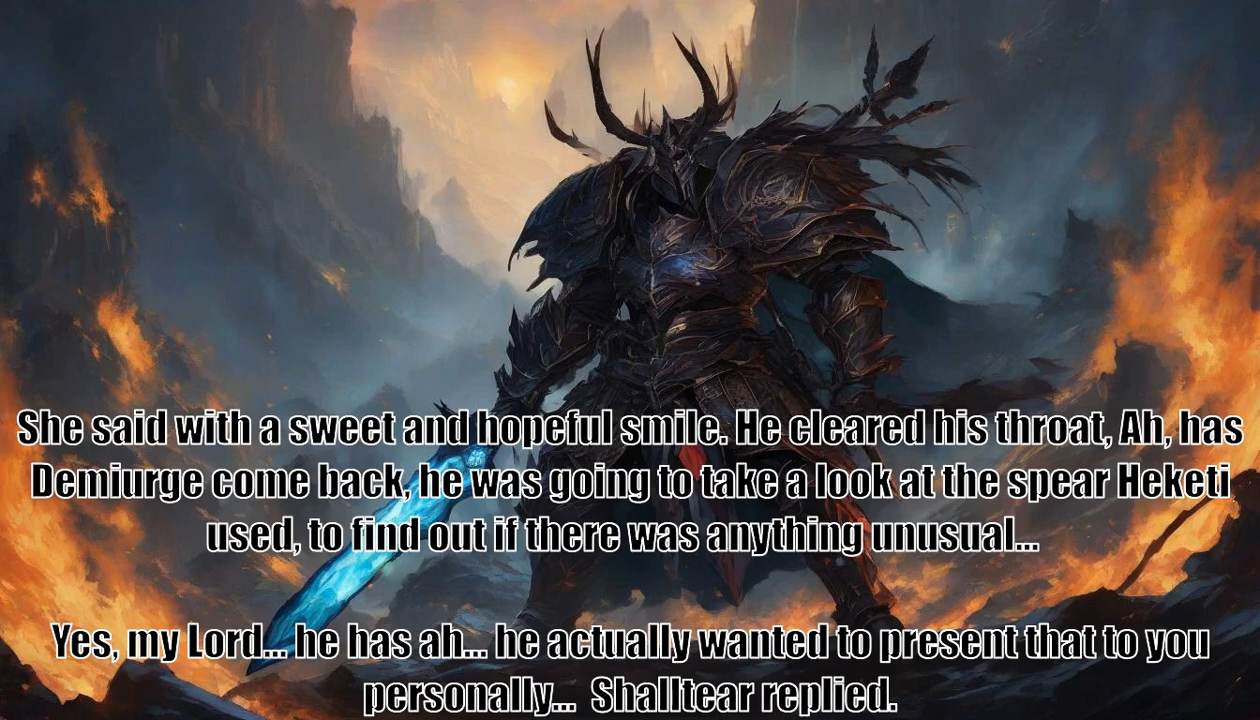 She said with a sweet and hopeful smile. He cleared his throat, Ah, has
Demiurge come back, he was going to take a look at the spear Heketi
used, to find out if there was anything unusual...
Yes, my Lord... he has ah... he actually wanted to present that to you
personally... Shalltear replied.